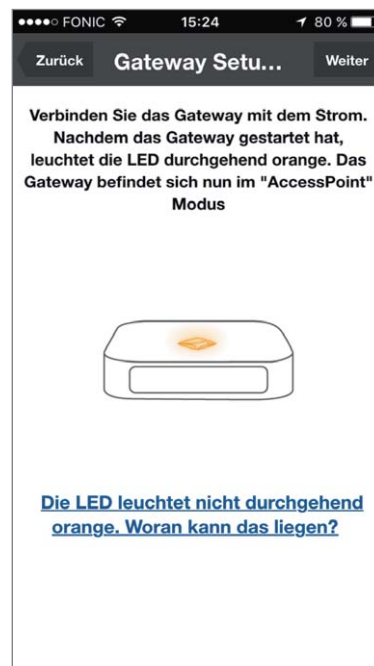 FONIC 15:24 80 %
Zurück Gateway Setu... Weiter
Verbinden Sie das Gateway mit dem Strom.
Nachdem das Gateway gestartet hat,
leuchtet die LED durchgehend orange. Das
Gateway befindet sich nun im "AccessPoint"
Modus
Die LED leuchtet nicht durchgehend
orange. Woran kann das liegen?